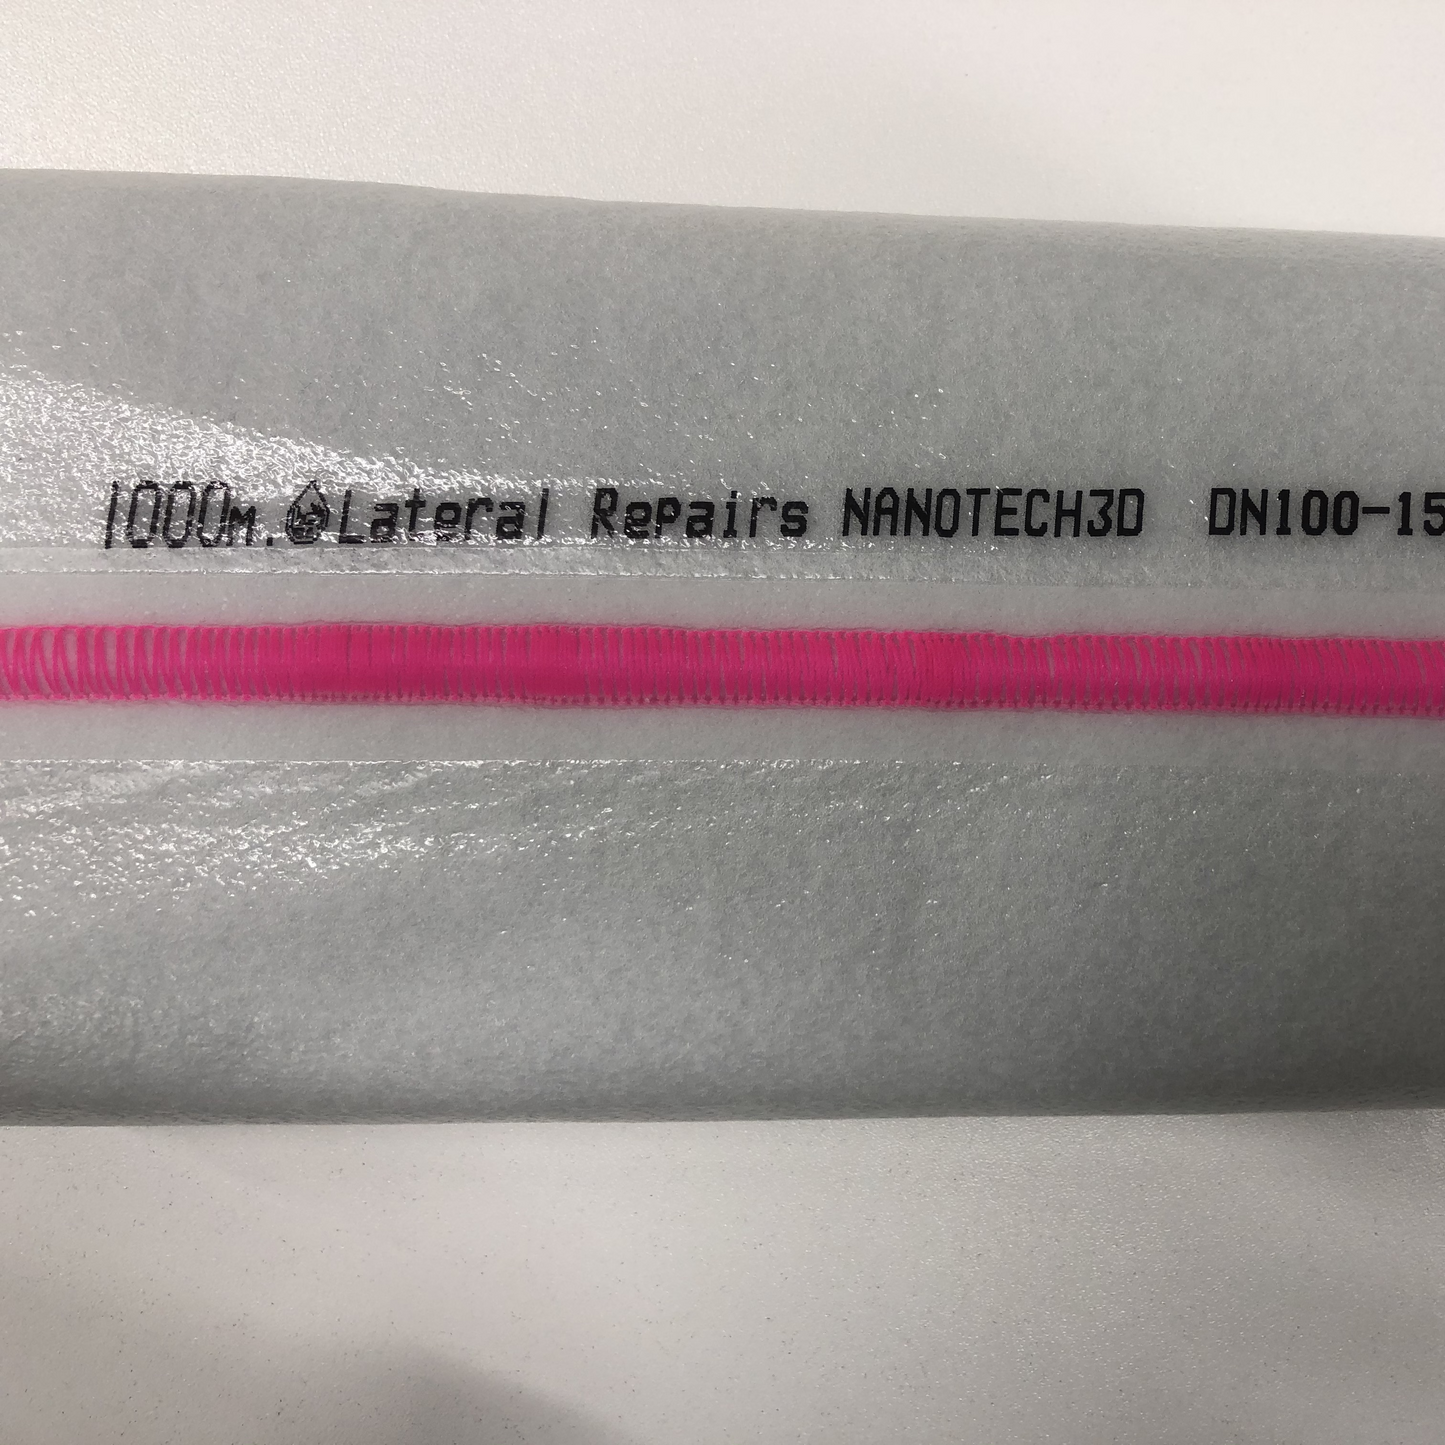 1000m. Lateral Repairs NANOTECH3D DN100-15